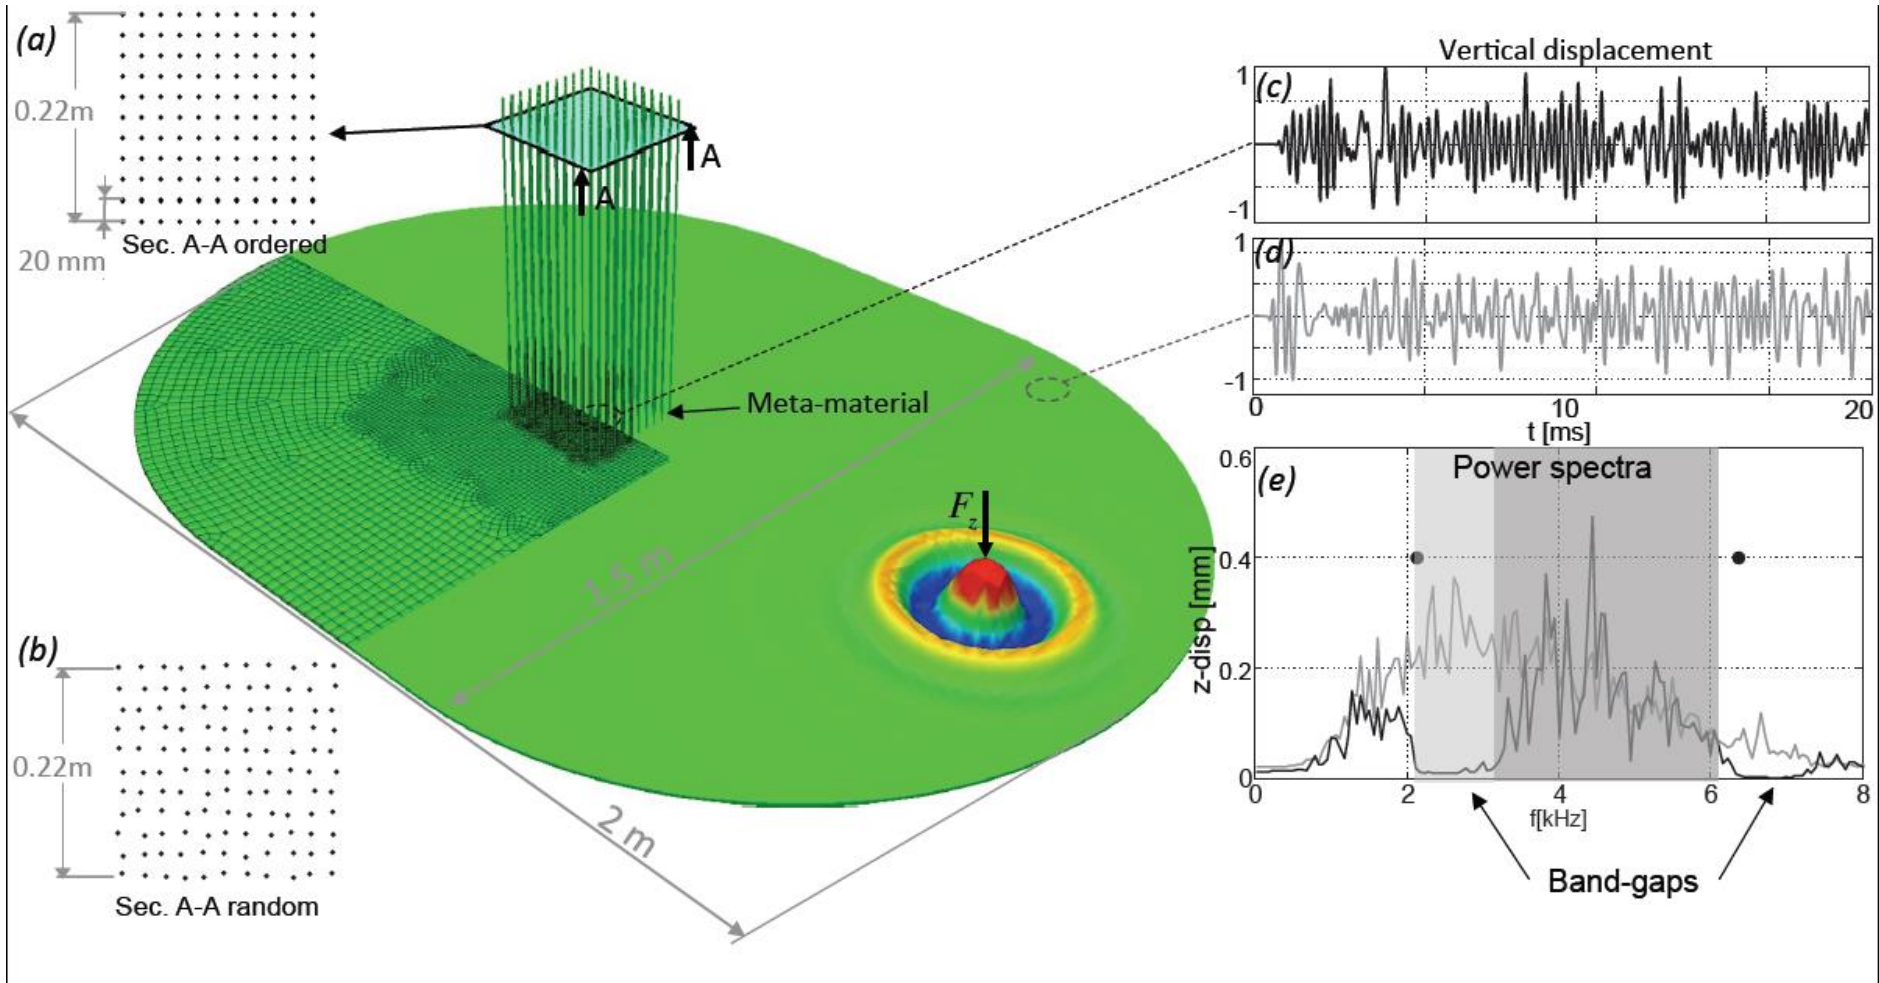 (a)
0.22m
20 mm
Sec. A-A ordered
A
A
Meta-material
F_z
1.5 m
2 m
(b)
0.22m
Sec. A-A random
Vertical displacement
(c)
1
-1
(d)
1
-1
0
10
20
t [ms]
(e)
Power spectra
0.6
0.4
0.2
0
z-disp [mm]
0
2
4
6
8
f[kHz]
Band-gaps